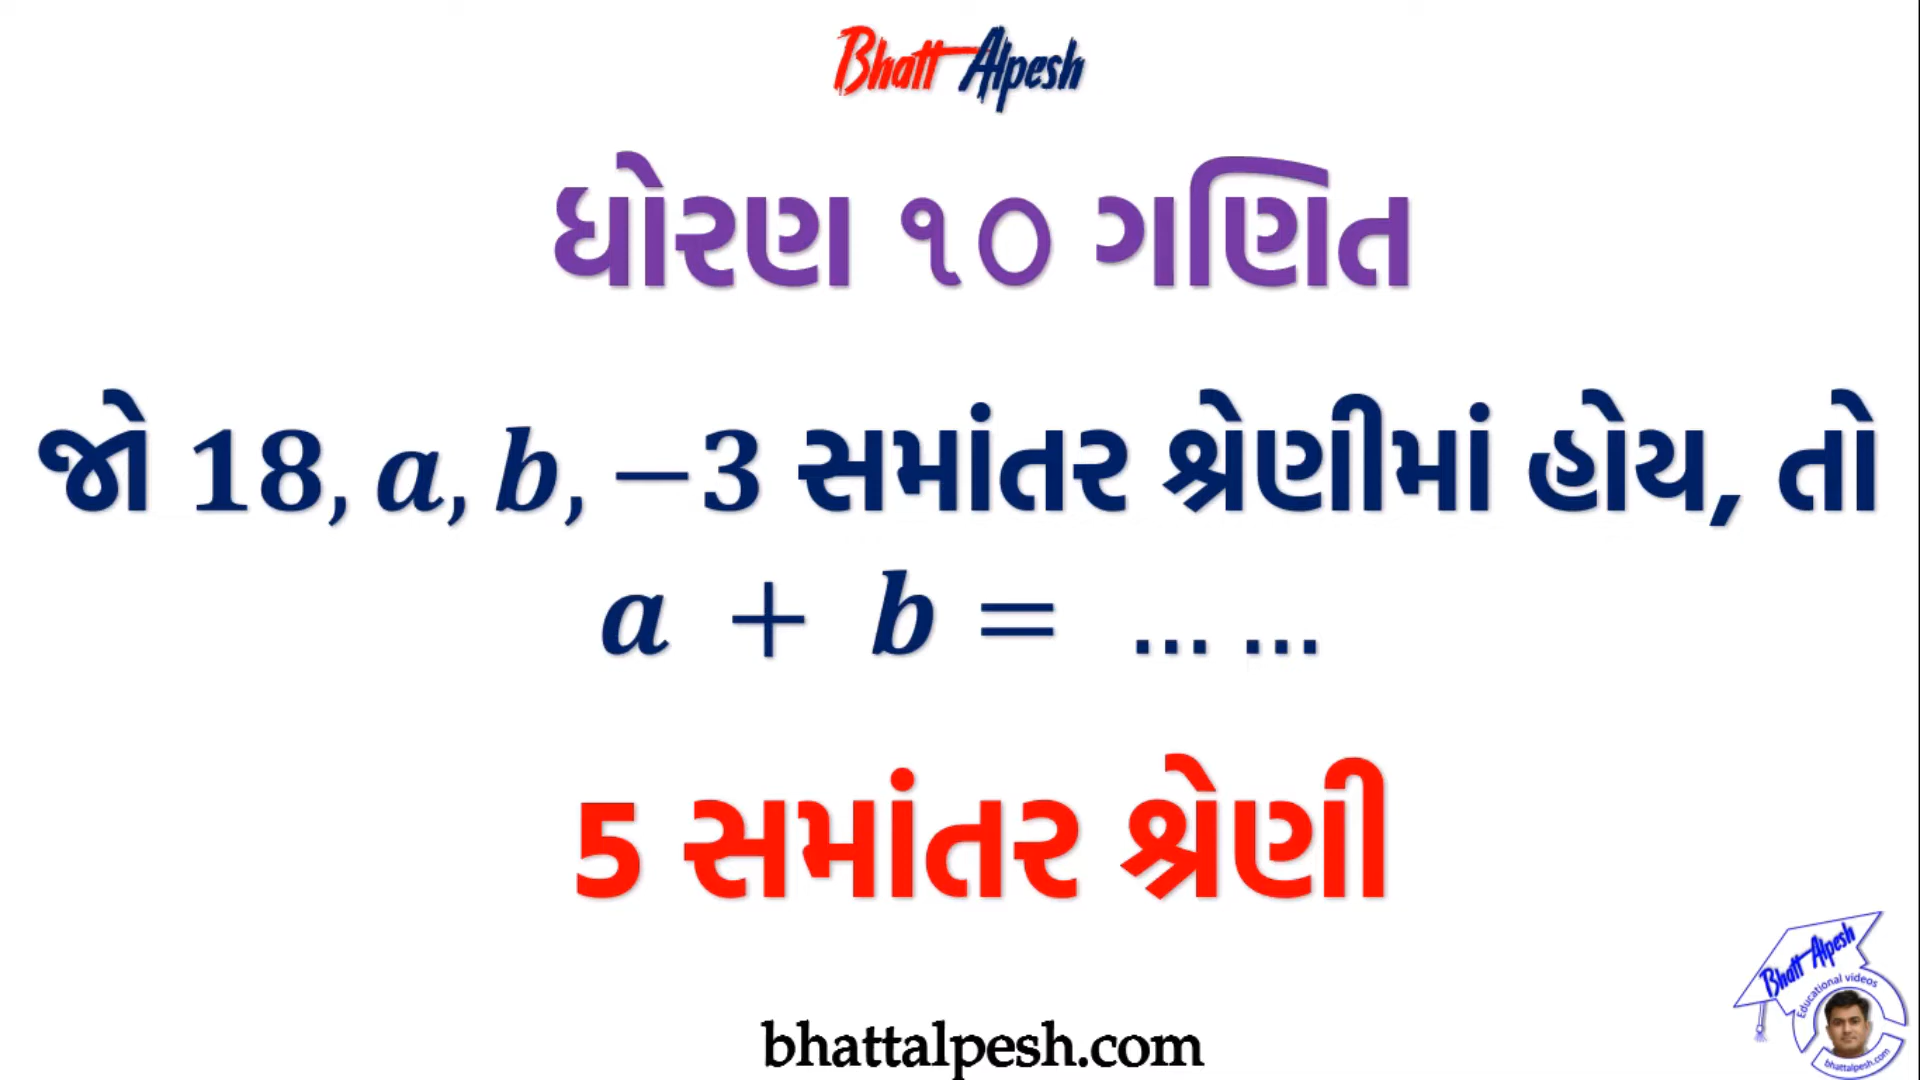 Bhatt Alpesh
ધોરણ ૧૦ ગણિત
જો 18, a, b, −3 સમાંતર શ્રેણીમાં હોય, તો
a + b = ... ...
5 સમાંતર શ્રેણી
bhattalpesh.com
Bhatt Alpesh
Educational videos
bhattalpesh.com